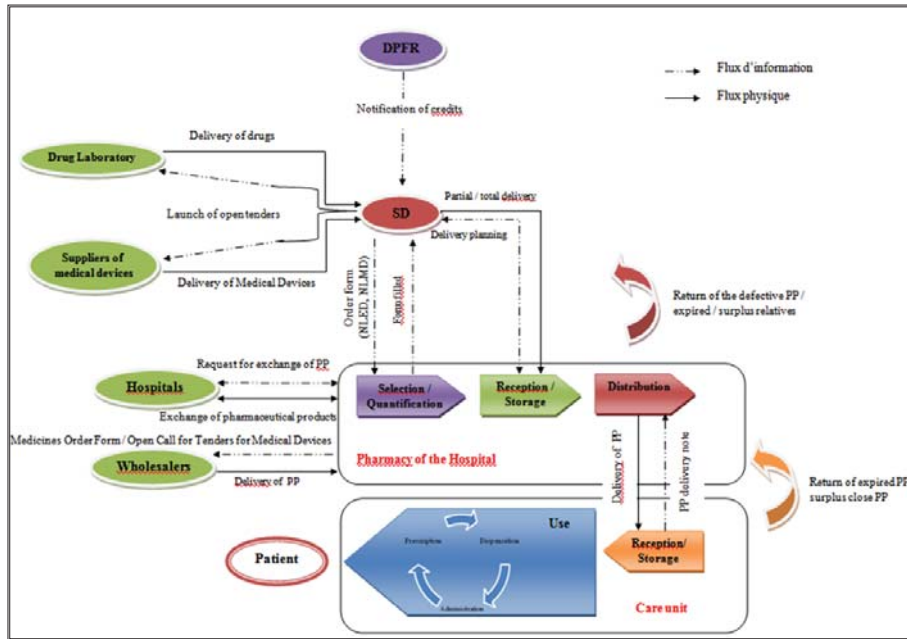 DPFR
Flux d'information
Flux physique
Notification of credits
Delivery of drugs
Drug Laboratory
Partial / total delivery
SD
Launch of open tenders
Delivery planning
Suppliers of
medical devices
Delivery of Medical Devices
Order form
(NLED, NLMD)
Form filled
Return of the defective PP /
expired / surplus relatives
Request for exchange of PP
Hospitals
Selection /
Quantification
Reception /
Storage
Distribution
Exchange of pharmaceutical products
Medicines Order Form / Open Call for Tenders for Medical Devices
Wholesalers
Delivery of PP
Pharmacy of the Hospital
Delivery of PP
PP delivery note
Return of expired PP
surplus close PP
Use
Prescription
Dispensation
Administration
Patient
Reception/
Storage
Care unit